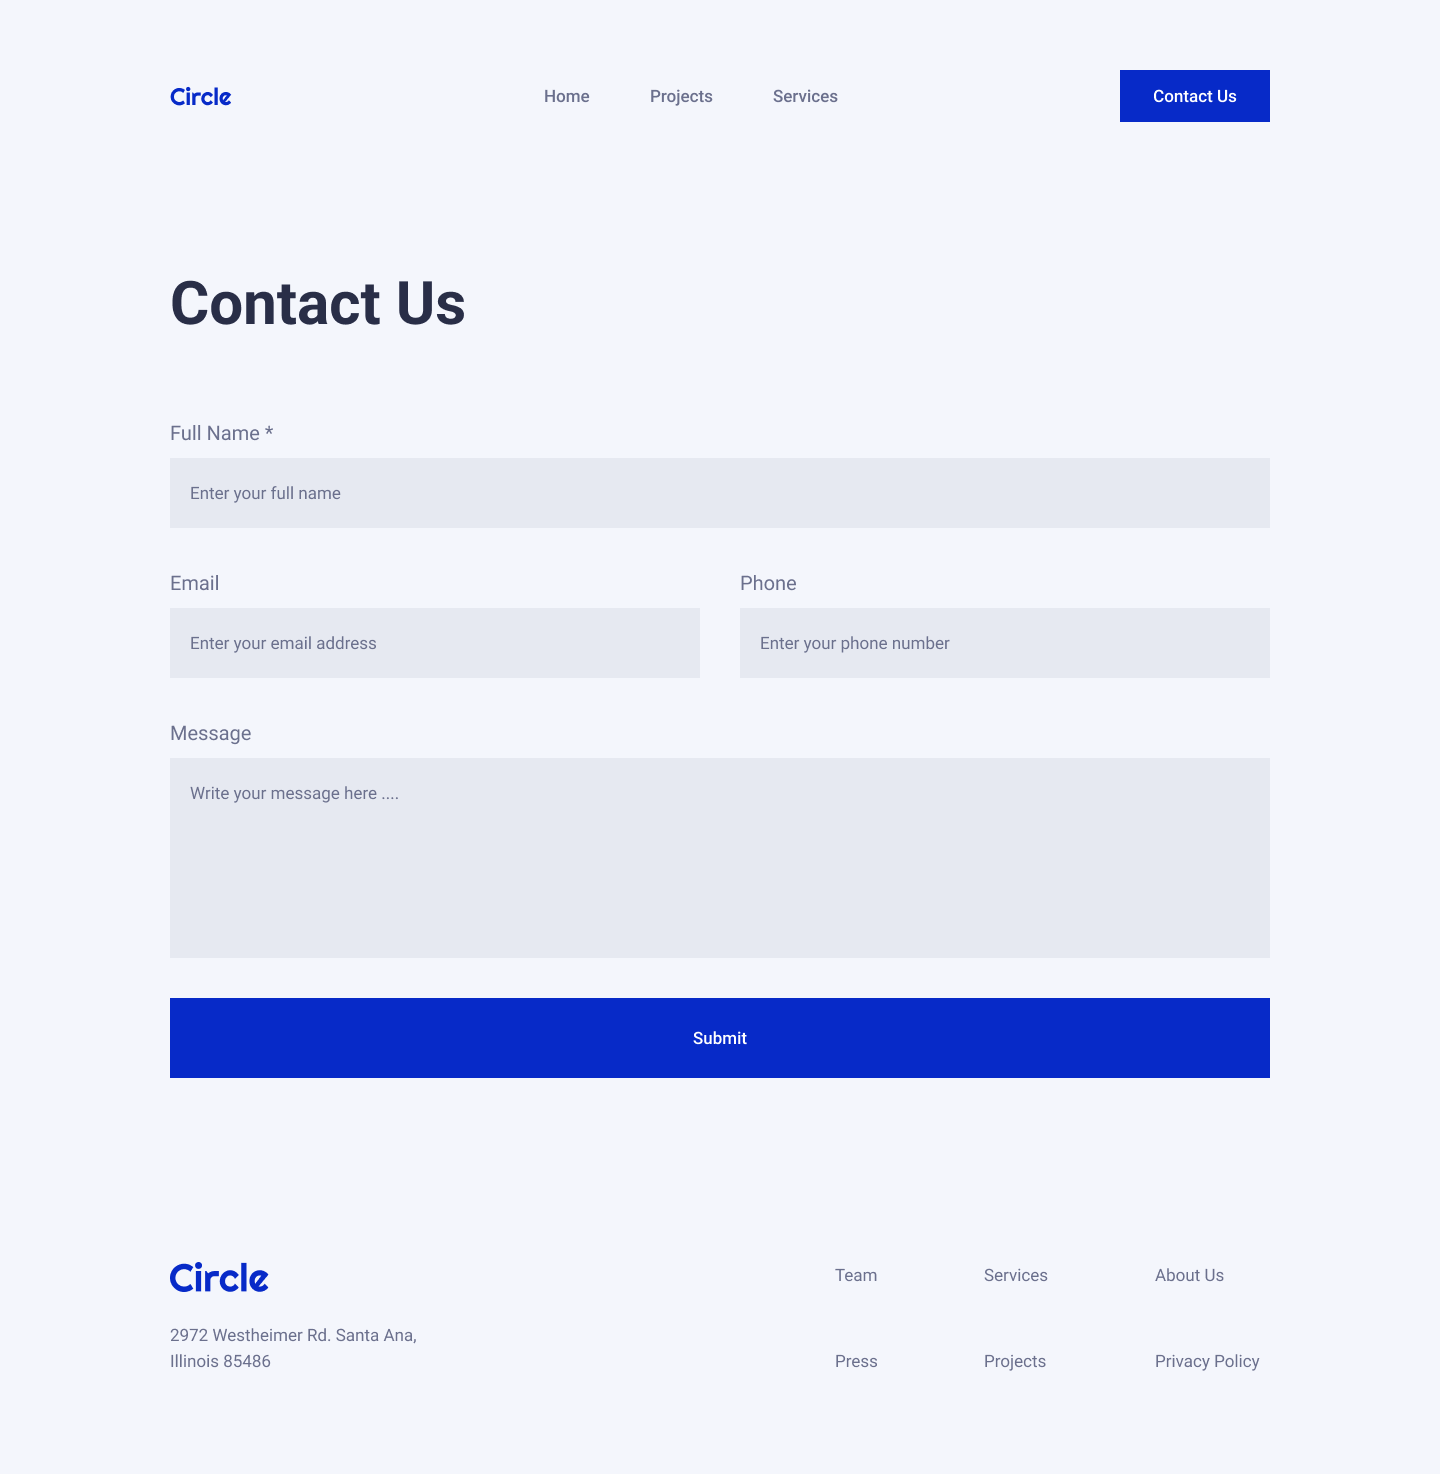 Circle
Home
Projects
Services
Contact Us
Contact Us
Full Name *
Enter your full name
Email
Enter your email address
Phone
Enter your phone number
Message
Write your message here ....
Submit
Circle
2972 Westheimer Rd. Santa Ana,
Illinois 85486
Team
Services
About Us
Press
Projects
Privacy Policy